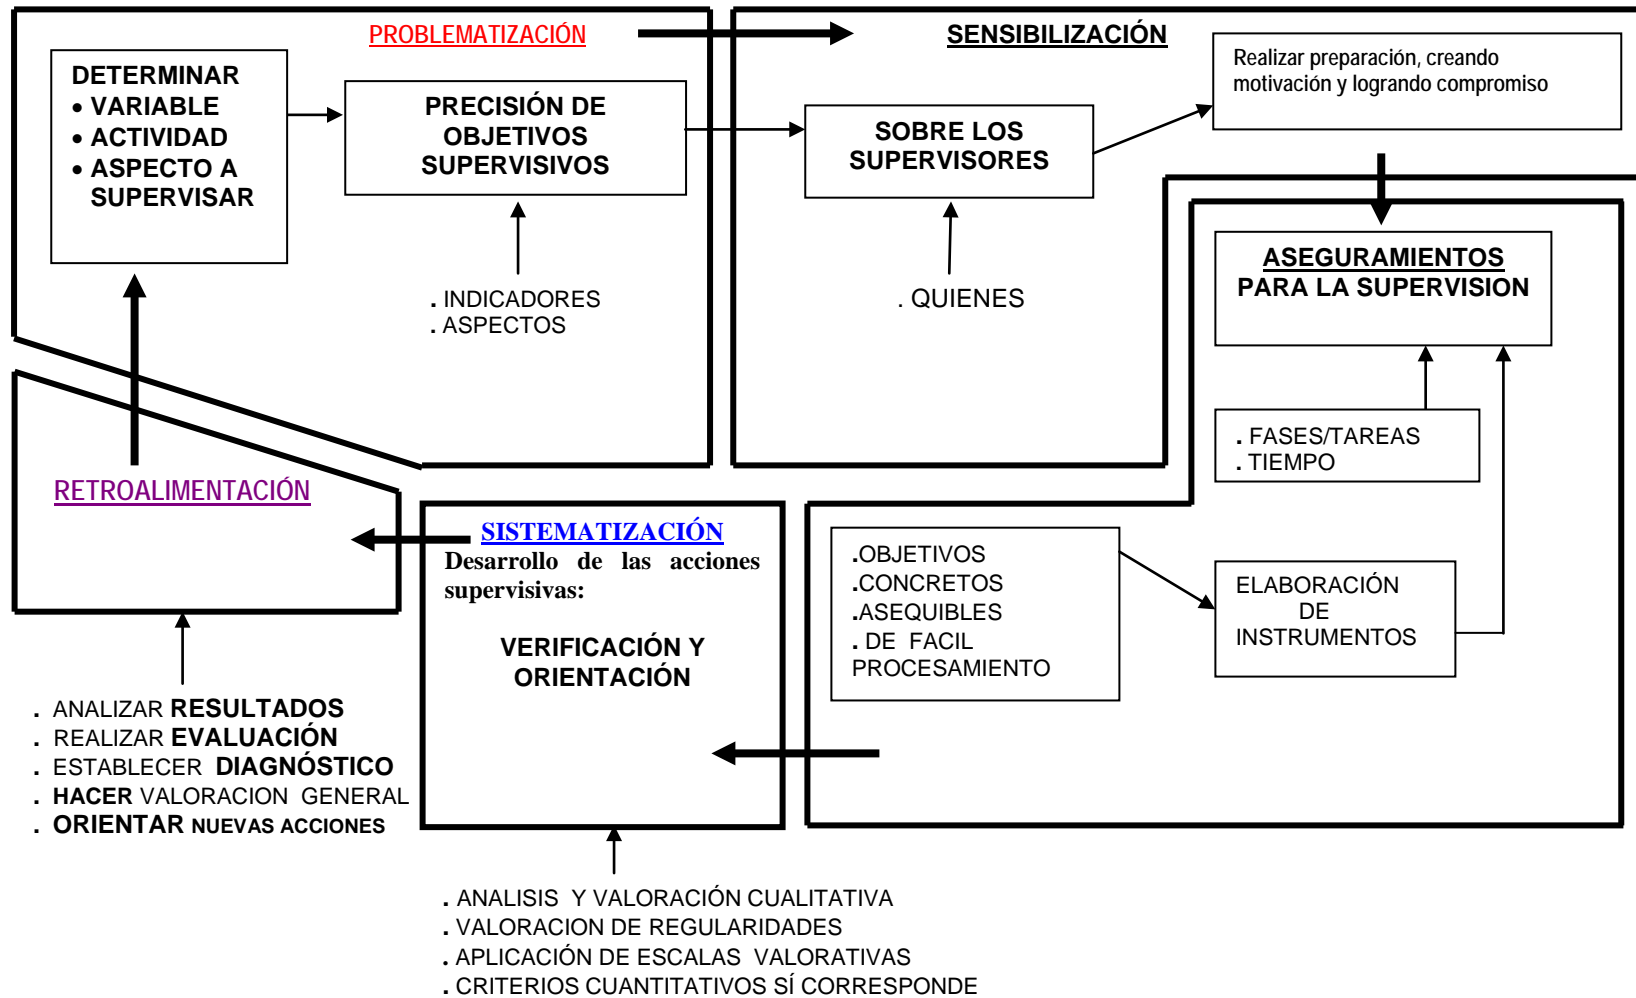 PROBLEMATIZACIÓN
DETERMINAR
• VARIABLE
• ACTIVIDAD
• ASPECTO A
SUPERVISAR
PRECISIÓN DE
OBJETIVOS
SUPERVISIVOS
. INDICADORES
. ASPECTOS
SENSIBILIZACIÓN
SOBRE LOS
SUPERVISORES
. QUIENES
Realizar preparación, creando
motivación y logrando compromiso
ASEGURAMIENTOS
PARA LA SUPERVISION
. FASES/TAREAS
. TIEMPO
.OBJETIVOS
.CONCRETOS
.ASEQUIBLES
. DE FACIL
PROCESAMIENTO
ELABORACIÓN
DE
INSTRUMENTOS
SISTEMATIZACIÓN
Desarrollo de las acciones
supervisivas:
VERIFICACIÓN Y
ORIENTACIÓN
. ANALISIS Y VALORACIÓN CUALITATIVA
. VALORACION DE REGULARIDADES
. APLICACIÓN DE ESCALAS VALORATIVAS
. CRITERIOS CUANTITATIVOS SÍ CORRESPONDE
RETROALIMENTACIÓN
. ANALIZAR RESULTADOS
. REALIZAR EVALUACIÓN
. ESTABLECER DIAGNÓSTICO
. HACER VALORACION GENERAL
. ORIENTAR NUEVAS ACCIONES